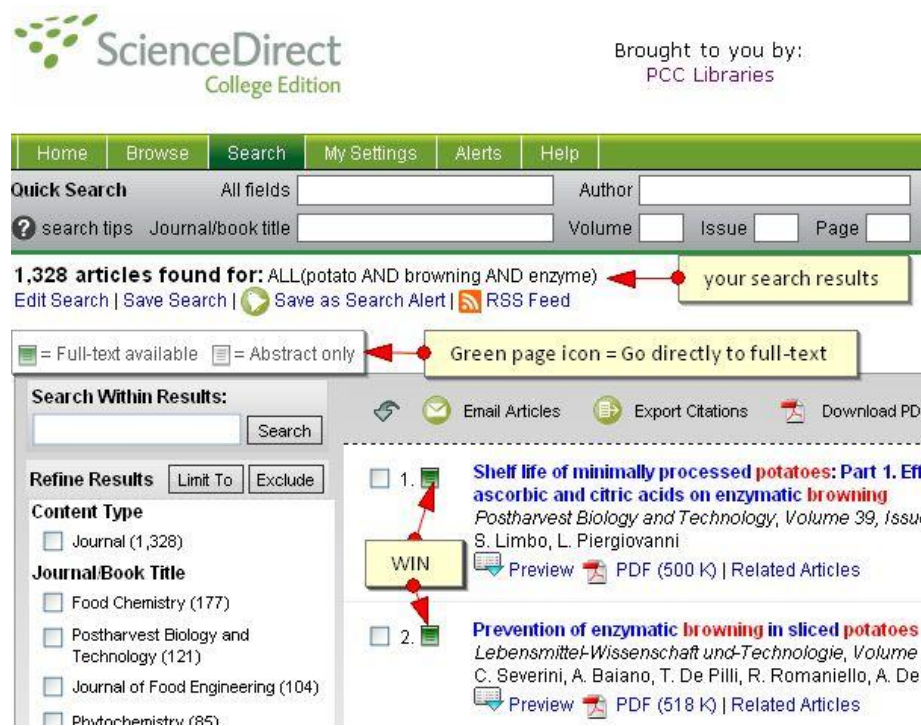 ScienceDirect
College Edition
Brought to you by:
PCC Libraries
Home Browse Search My Settings Alerts Help
Quick Search All fields Author
? search tips Journal/book title Volume Issue Page
1,328 articles found for: ALL(potato AND browning AND enzyme)
your search results
Edit Search | Save Search | Save as Search Alert | RSS Feed
= Full-text available = Abstract only
Green page icon = Go directly to full-text
Search Within Results:
Search
Email Articles Export Citations Download PD
Refine Results Limit To Exclude
Content Type
Journal (1,328)
Journal/Book Title
Food Chemistry (177)
Postharvest Biology and
Technology (121)
Journal of Food Engineering (104)
Phytochemistry (85)
1. Shelf life of minimally processed potatoes: Part 1. Eff
ascorbic and citric acids on enzymatic browning
Postharvest Biology and Technology, Volume 39, Issu
S. Limbo, L. Piergiovanni
Preview PDF (500 K) | Related Articles
WIN
2. Prevention of enzymatic browning in sliced potatoes
Lebensmittel-Wissenschaft und-Technologie, Volume
C. Severini, A. Baiano, T. De Pilli, R. Romaniello, A. De
Preview PDF (518 K) | Related Articles